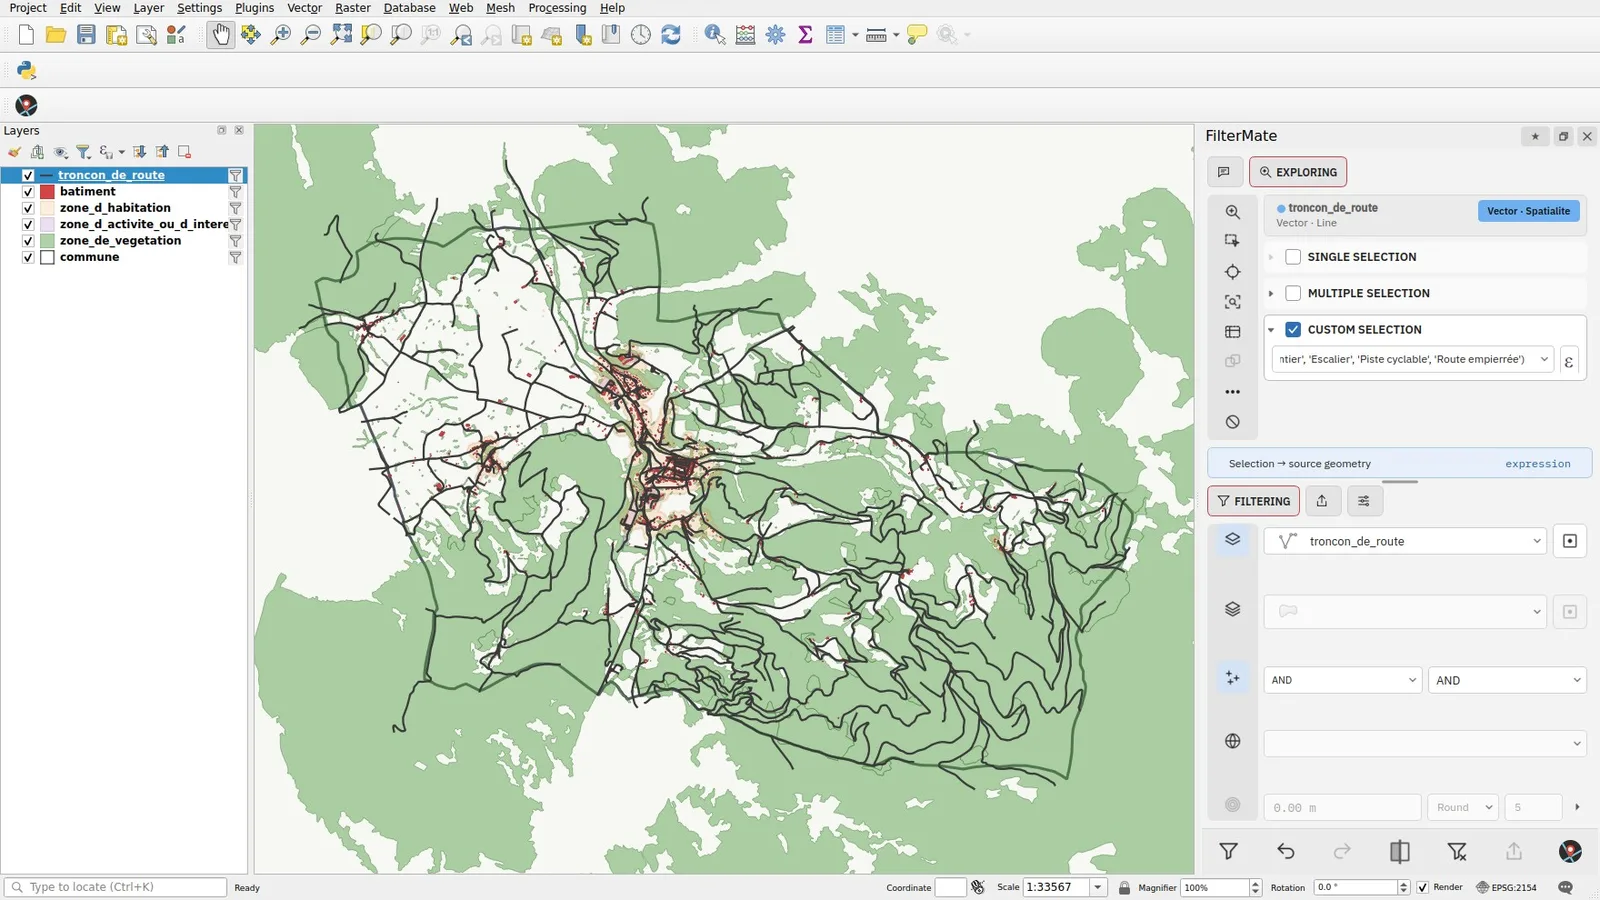 Project Edit View Layer Settings Plugins Vector Raster Database Web Mesh Processing Help
Layers
troncon_de_route
batiment
zone_d_habitation
zone_d_activite_ou_d_intere
zone_de_vegetation
commune
FilterMate
EXPLORING
troncon_de_route
Vector · Line
Vector · Spatialite
SINGLE SELECTION
MULTIPLE SELECTION
CUSTOM SELECTION
ntier', 'Escalier', 'Piste cyclable', 'Route empierrée')
ε
Selection → source geometry
expression
FILTERING
troncon_de_route
AND
AND
0.00 m
Round
5
Type to locate (Ctrl+K)
Ready
Coordinate
Scale 1:33567
Magnifier 100%
Rotation 0.0 °
Render
EPSG:2154